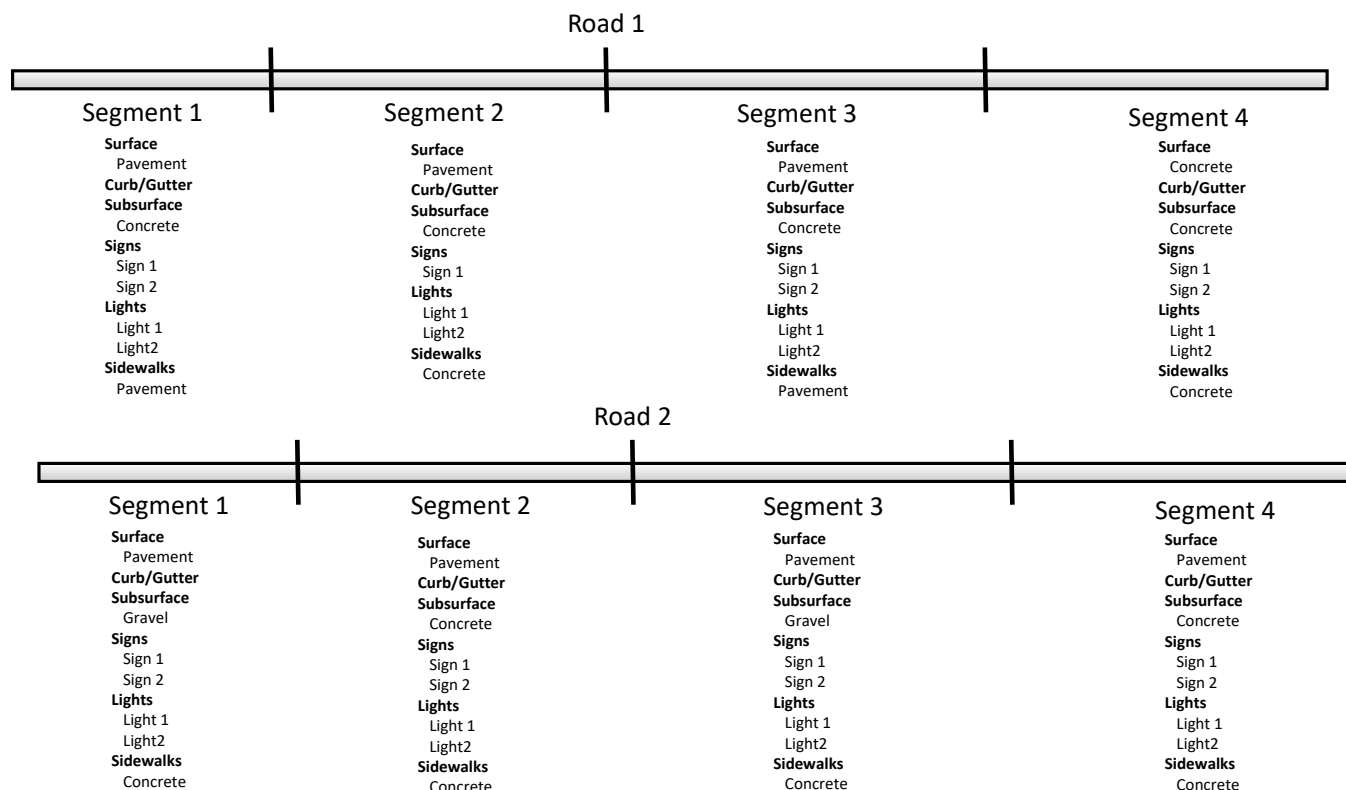 Road 1
Segment 1
Surface
Pavement
Curb/Gutter
Subsurface
Concrete
Signs
Sign 1
Sign 2
Lights
Light 1
Light2
Sidewalks
Pavement
Segment 2
Surface
Pavement
Curb/Gutter
Subsurface
Concrete
Signs
Sign 1
Lights
Light 1
Light2
Sidewalks
Concrete
Segment 3
Surface
Pavement
Curb/Gutter
Subsurface
Concrete
Signs
Sign 1
Sign 2
Lights
Light 1
Light2
Sidewalks
Pavement
Segment 4
Surface
Concrete
Curb/Gutter
Subsurface
Concrete
Signs
Sign 1
Sign 2
Lights
Light 1
Light2
Sidewalks
Concrete
Road 2
Segment 1
Surface
Pavement
Curb/Gutter
Subsurface
Gravel
Signs
Sign 1
Sign 2
Lights
Light 1
Light2
Sidewalks
Concrete
Segment 2
Surface
Pavement
Curb/Gutter
Subsurface
Concrete
Signs
Sign 1
Sign 2
Lights
Light 1
Light2
Sidewalks
Concrete
Segment 3
Surface
Pavement
Curb/Gutter
Subsurface
Gravel
Signs
Sign 1
Sign 2
Lights
Light 1
Light2
Sidewalks
Concrete
Segment 4
Surface
Pavement
Curb/Gutter
Subsurface
Concrete
Signs
Sign 1
Sign 2
Lights
Light 1
Light2
Sidewalks
Concrete